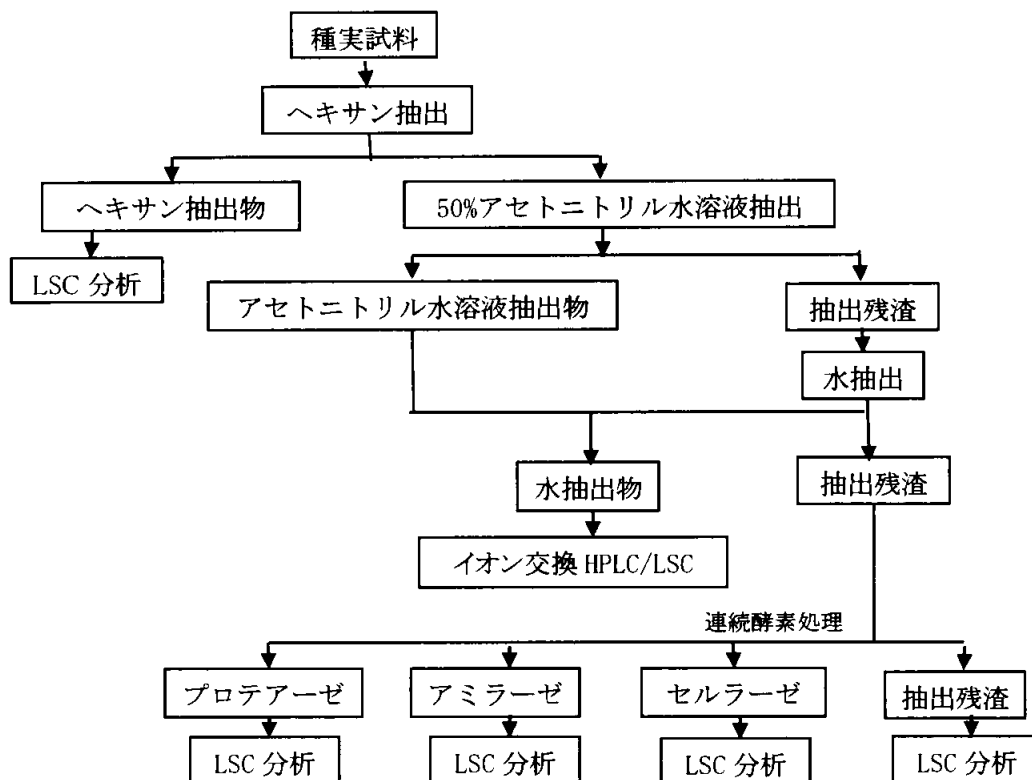 種実試料
ヘキサン抽出
ヘキサン抽出物
50%アセトニトリル水溶液抽出
LSC 分析
アセトニトリル水溶液抽出物
抽出残渣
水抽出
水抽出物
抽出残渣
イオン交換 HPLC/LSC
連続酵素処理
プロテアーゼ
アミラーゼ
セルラーゼ
抽出残渣
LSC 分析
LSC 分析
LSC 分析
LSC 分析